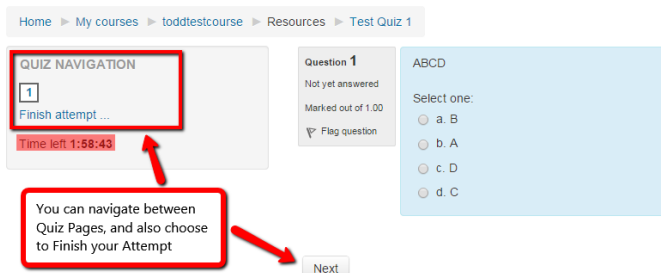 Home ► My courses ► toddtestcourse ► Resources ► Test Quiz 1
QUIZ NAVIGATION
1
Finish attempt ...
Time left 1:58:43
Question 1
Not yet answered
Marked out of 1.00
Flag question
ABCD
Select one:
a. B
b. A
c. D
d. C
You can navigate between
Quiz Pages, and also choose
to Finish your Attempt
Next